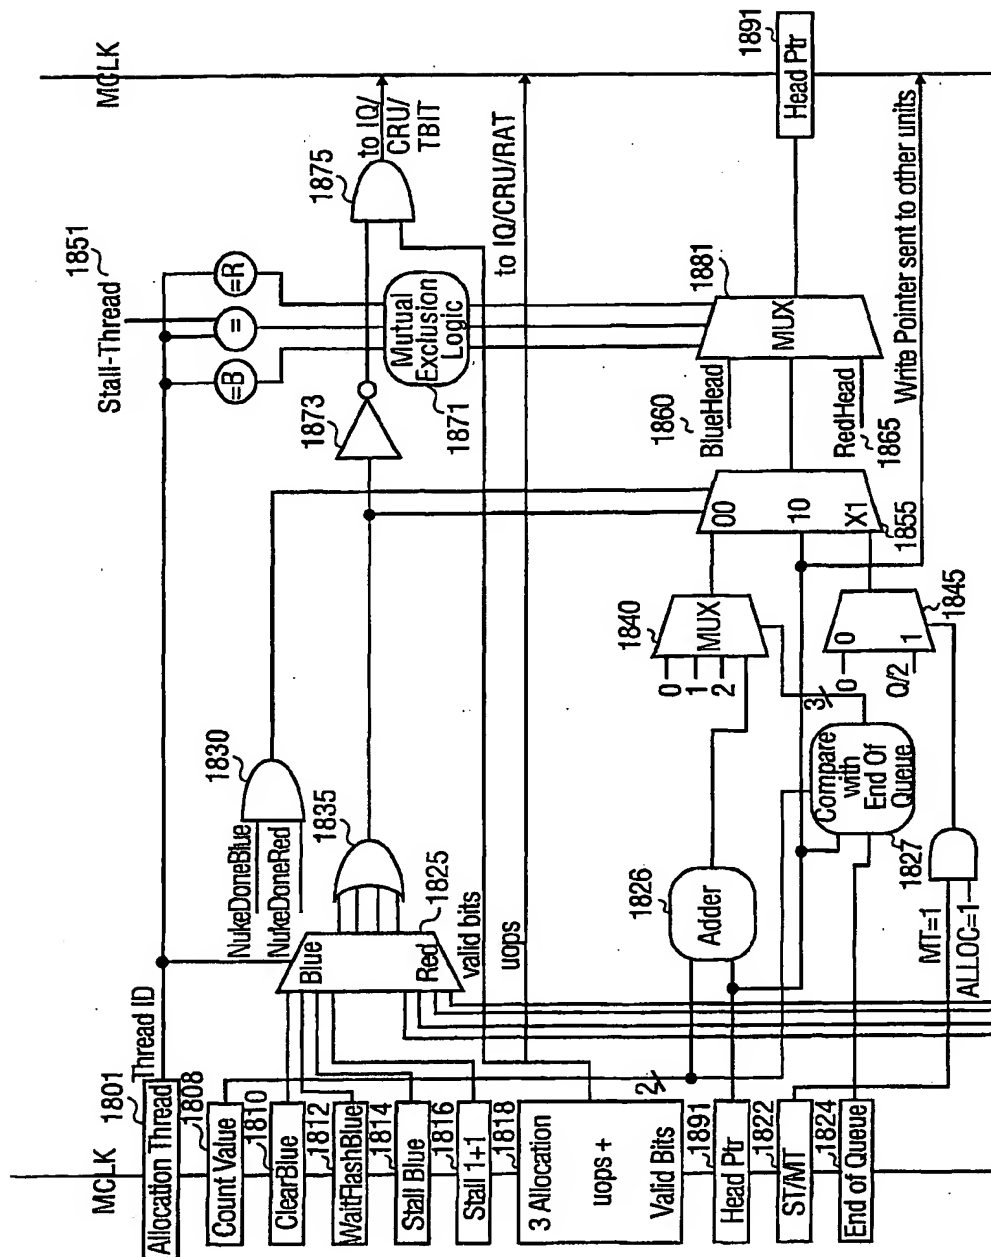 MCLK
1801
Allocation Thread
Thread ID
1808
Count Value
1810
ClearBlue
1812
WaitFlashBlue
1814
Stall Blue
1816
Stall 1+1
1818
3 Allocation
uops +
Valid Bits
2
1891
Head Ptr
1822
ST/MT
1824
End of Queue
NukeDoneBlue
NukeDoneRed
1830
1835
Blue
Red
1825
valid bits
uops
1826
Adder
Compare
with
End Of
Queue
1827
3
MT=1
ALLOC=1
0
1
2
MUX
1840
0
0
Q/2
1
1845
00
10
X1
1855
1873
Stall-Thread
1851
=B
=
=R
Mutual
Exclusion
Logic
1871
1875
to IQ/
CRU/
TBIT
to IQ/CRU/RAT
1860
BlueHead
RedHead
1865
MUX
1881
Write Pointer sent to other units
MCLK
1891
Head Ptr